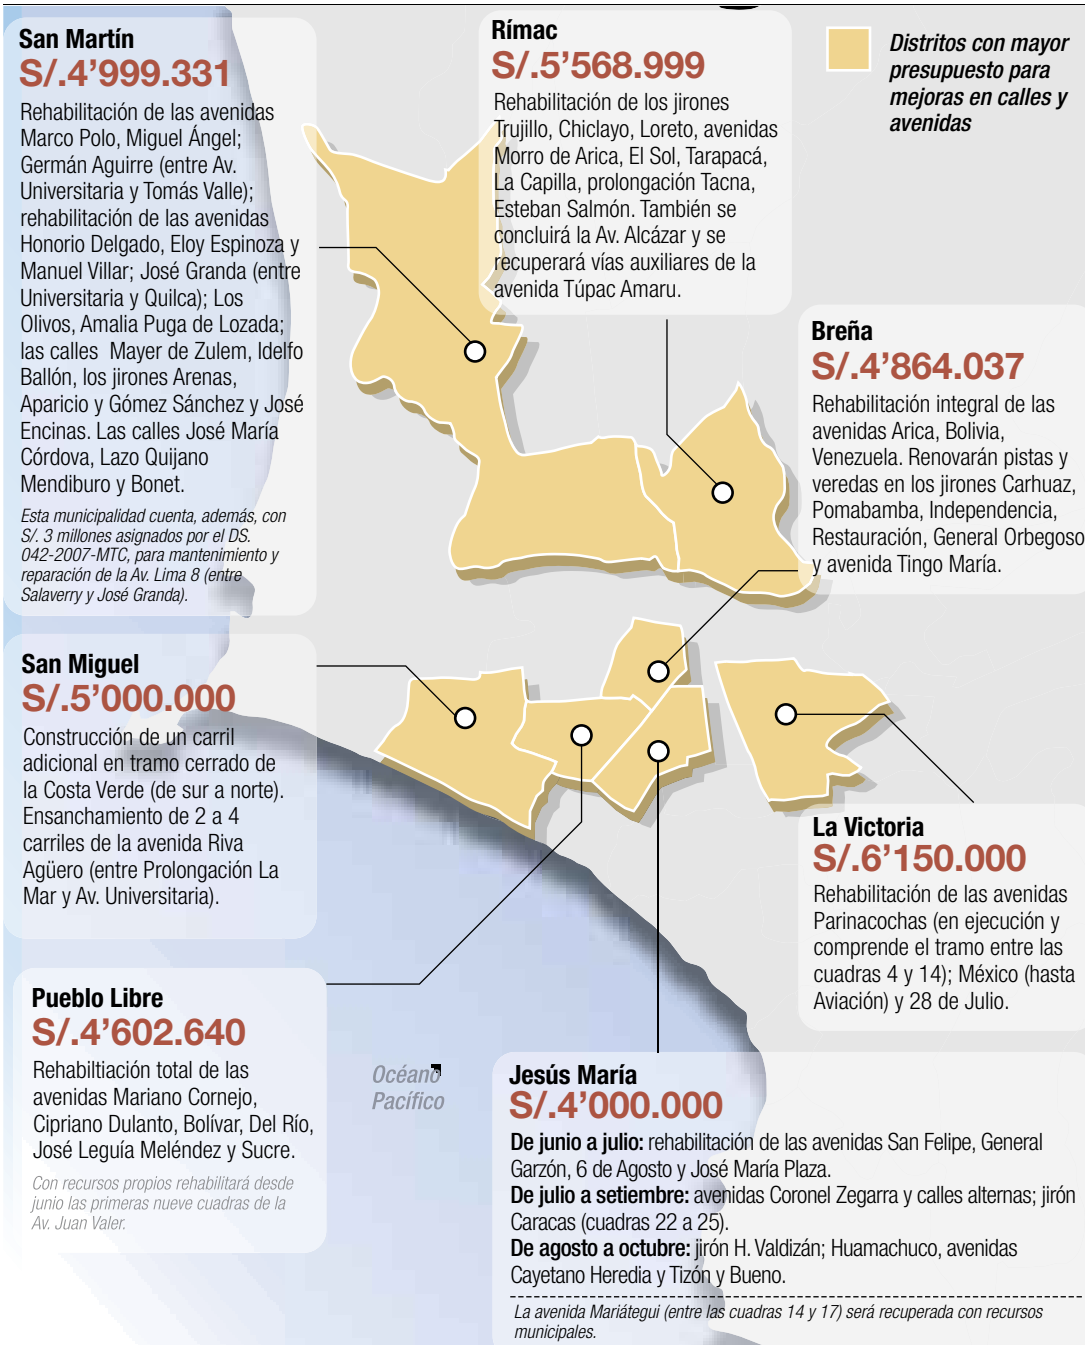 San Martín
S/.4’999.331
Rehabilitación de las avenidas
Marco Polo, Miguel Ángel;
Germán Aguirre (entre Av.
Universitaria y Tomás Valle);
rehabilitación de las avenidas
Honorio Delgado, Eloy Espinoza y
Manuel Villar; José Granda (entre
Universitaria y Quilca); Los
Olivos, Amalia Puga de Lozada;
las calles Mayer de Zulem, Idelfo
Ballón, los jirones Arenas,
Aparicio y Gómez Sánchez y José
Encinas. Las calles José María
Córdova, Lazo Quijano
Mendiburo y Bonet.
Esta municipalidad cuenta, además, con
S/. 3 millones asignados por el DS.
042-2007-MTC, para mantenimiento y
reparación de la Av. Lima 8 (entre
Salaverry y José Granda).
Rímac
S/.5’568.999
Rehabilitación de los jirones
Trujillo, Chiclayo, Loreto, avenidas
Morro de Arica, El Sol, Tarapacá,
La Capilla, prolongación Tacna,
Esteban Salmón. También se
concluirá la Av. Alcázar y se
recuperará vías auxiliares de la
avenida Túpac Amaru.
Distritos con mayor
presupuesto para
mejoras en calles y
avenidas
Breña
S/.4’864.037
Rehabilitación integral de las
avenidas Arica, Bolivia,
Venezuela. Renovarán pistas y
veredas en los jirones Carhuaz,
Pomabamba, Independencia,
Restauración, General Orbegoso
y avenida Tingo María.
San Miguel
S/.5’000.000
Construcción de un carril
adicional en tramo cerrado de
la Costa Verde (de sur a norte).
Ensanchamiento de 2 a 4
carriles de la avenida Riva
Agüero (entre Prolongación La
Mar y Av. Universitaria).
La Victoria
S/.6’150.000
Rehabilitación de las avenidas
Parinacochas (en ejecución y
comprende el tramo entre las
cuadras 4 y 14); México (hasta
Aviación) y 28 de Julio.
Pueblo Libre
S/.4’602.640
Rehabiltiación total de las
avenidas Mariano Cornejo,
Cipriano Dulanto, Bolívar, Del Río,
José Leguía Meléndez y Sucre.
Con recursos propios rehabilitará desde
junio las primeras nueve cuadras de la
Av. Juan Valer.
Océano
Pacífico
Jesús María
S/.4’000.000
De junio a julio: rehabilitación de las avenidas San Felipe, General
Garzón, 6 de Agosto y José María Plaza.
De julio a setiembre: avenidas Coronel Zegarra y calles alternas; jirón
Caracas (cuadras 22 a 25).
De agosto a octubre: jirón H. Valdizán; Huamachuco, avenidas
Cayetano Heredia y Tizón y Bueno.
La avenida Mariátegui (entre las cuadras 14 y 17) será recuperada con recursos
municipales.